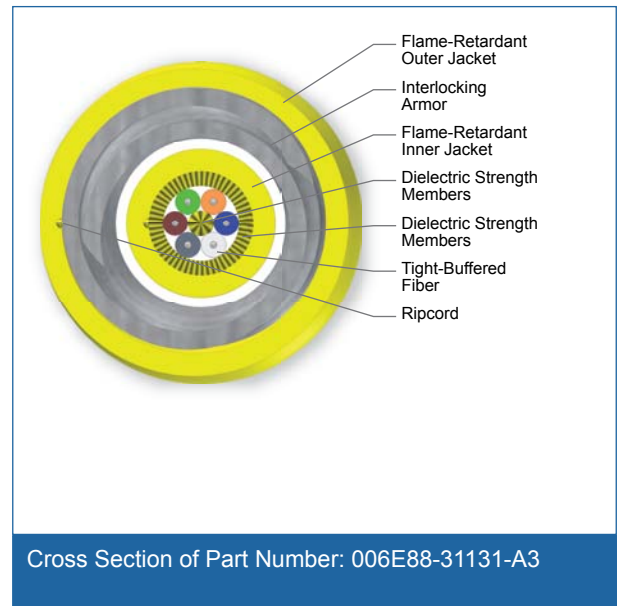 Flame-Retardant
Outer Jacket
Interlocking
Armor
Flame-Retardant
Inner Jacket
Dielectric Strength
Members
Dielectric Strength
Members
Tight-Buffered
Fiber
Ripcord
Cross Section of Part Number: 006E88-31131-A3